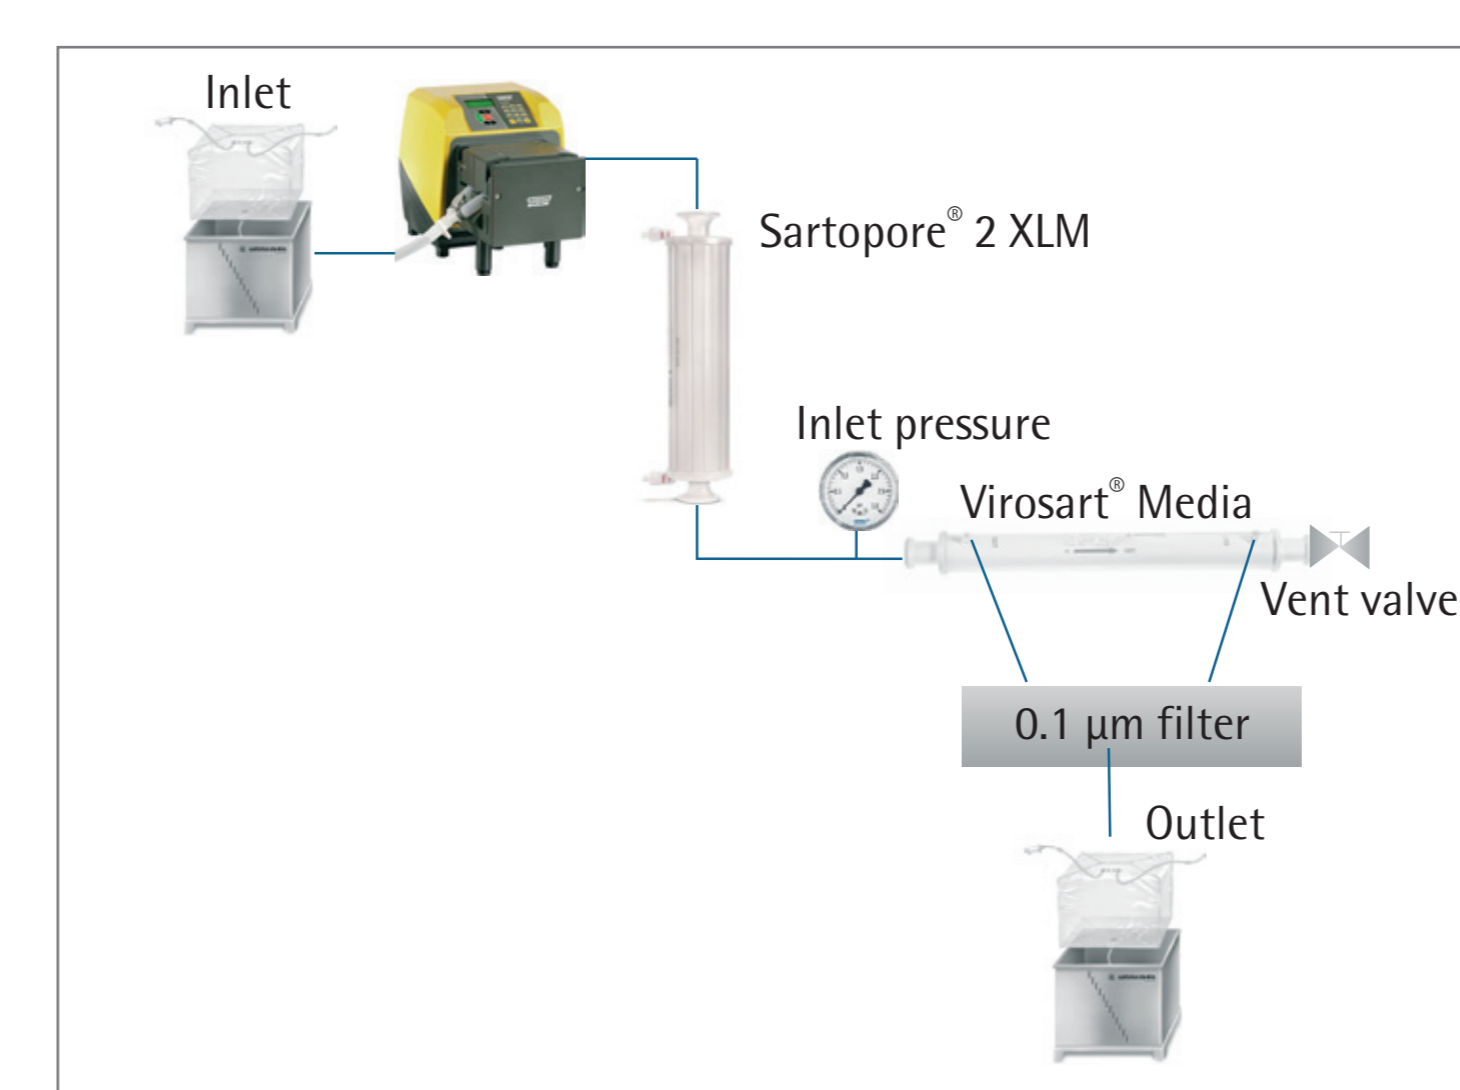 Inlet
Sartopore® 2 XLM
Inlet pressure
Virosart® Media
Vent valve
0.1 µm filter
Outlet